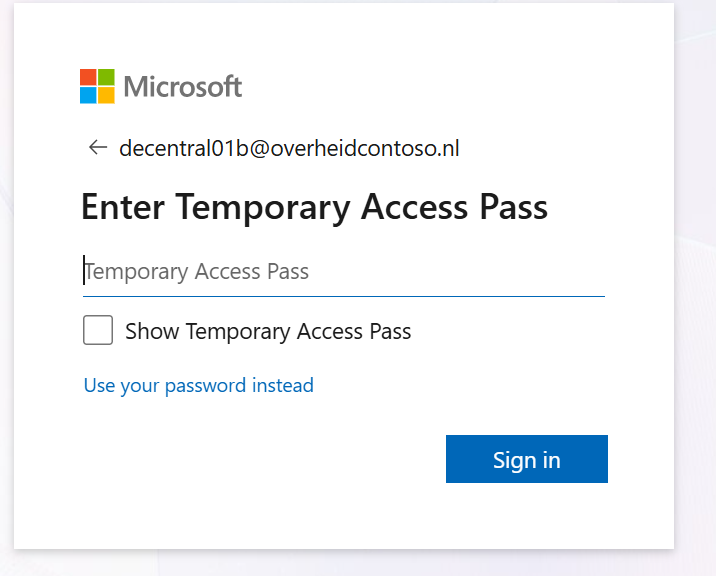 Microsoft
decentral01b@overheidcontoso.nl
Enter Temporary Access Pass
Temporary Access Pass
Show Temporary Access Pass
Use your password instead
Sign in